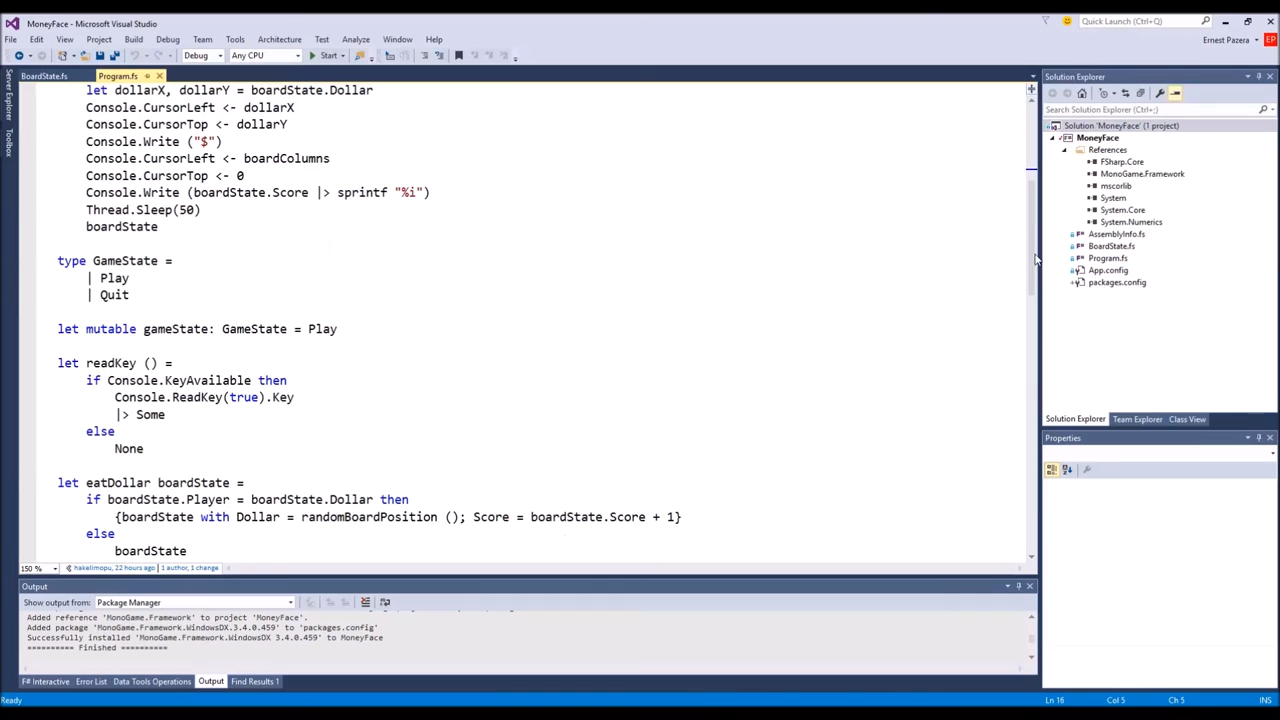 MoneyFace - Microsoft Visual Studio
Quick Launch (Ctrl+Q)
File Edit View Project Build Debug Team Tools Architecture Test Analyze Window Help
Ernest Pazera
EP
Debug Any CPU Start
Server Explorer
Toolbox
BoardState.fs Program.fs
let dollarX, dollarY = boardState.Dollar
Console.CursorLeft <- dollarX
Console.CursorTop <- dollarY
Console.Write ("$")
Console.CursorLeft <- boardColumns
Console.CursorTop <- 0
Console.Write (boardState.Score |> sprintf "%i")
Thread.Sleep(50)
boardState
type GameState =
| Play
| Quit
let mutable gameState: GameState = Play
let readKey () =
if Console.KeyAvailable then
Console.ReadKey(true).Key
|> Some
else
None
let eatDollar boardState =
if boardState.Player = boardState.Dollar then
{boardState with Dollar = randomBoardPosition (); Score = boardState.Score + 1}
else
boardState
150 %
hakelimopu, 22 hours ago | 1 author, 1 change
Solution Explorer
Search Solution Explorer (Ctrl+;)
Solution 'MoneyFace' (1 project)
MoneyFace
References
FSharp.Core
MonoGame.Framework
mscorlib
System
System.Core
System.Numerics
AssemblyInfo.fs
BoardState.fs
Program.fs
App.config
packages.config
Solution Explorer Team Explorer Class View
Properties
Output
Show output from: Package Manager
Added reference 'MonoGame.Framework' to project 'MoneyFace'.
Added package 'MonoGame.Framework.WindowsDX.3.4.0.459' to 'packages.config'
Successfully installed 'MonoGame.Framework.WindowsDX 3.4.0.459' to MoneyFace
========== Finished ==========
F# Interactive Error List Data Tools Operations Output Find Results 1
Ready
Ln 16 Col 5 Ch 5 INS